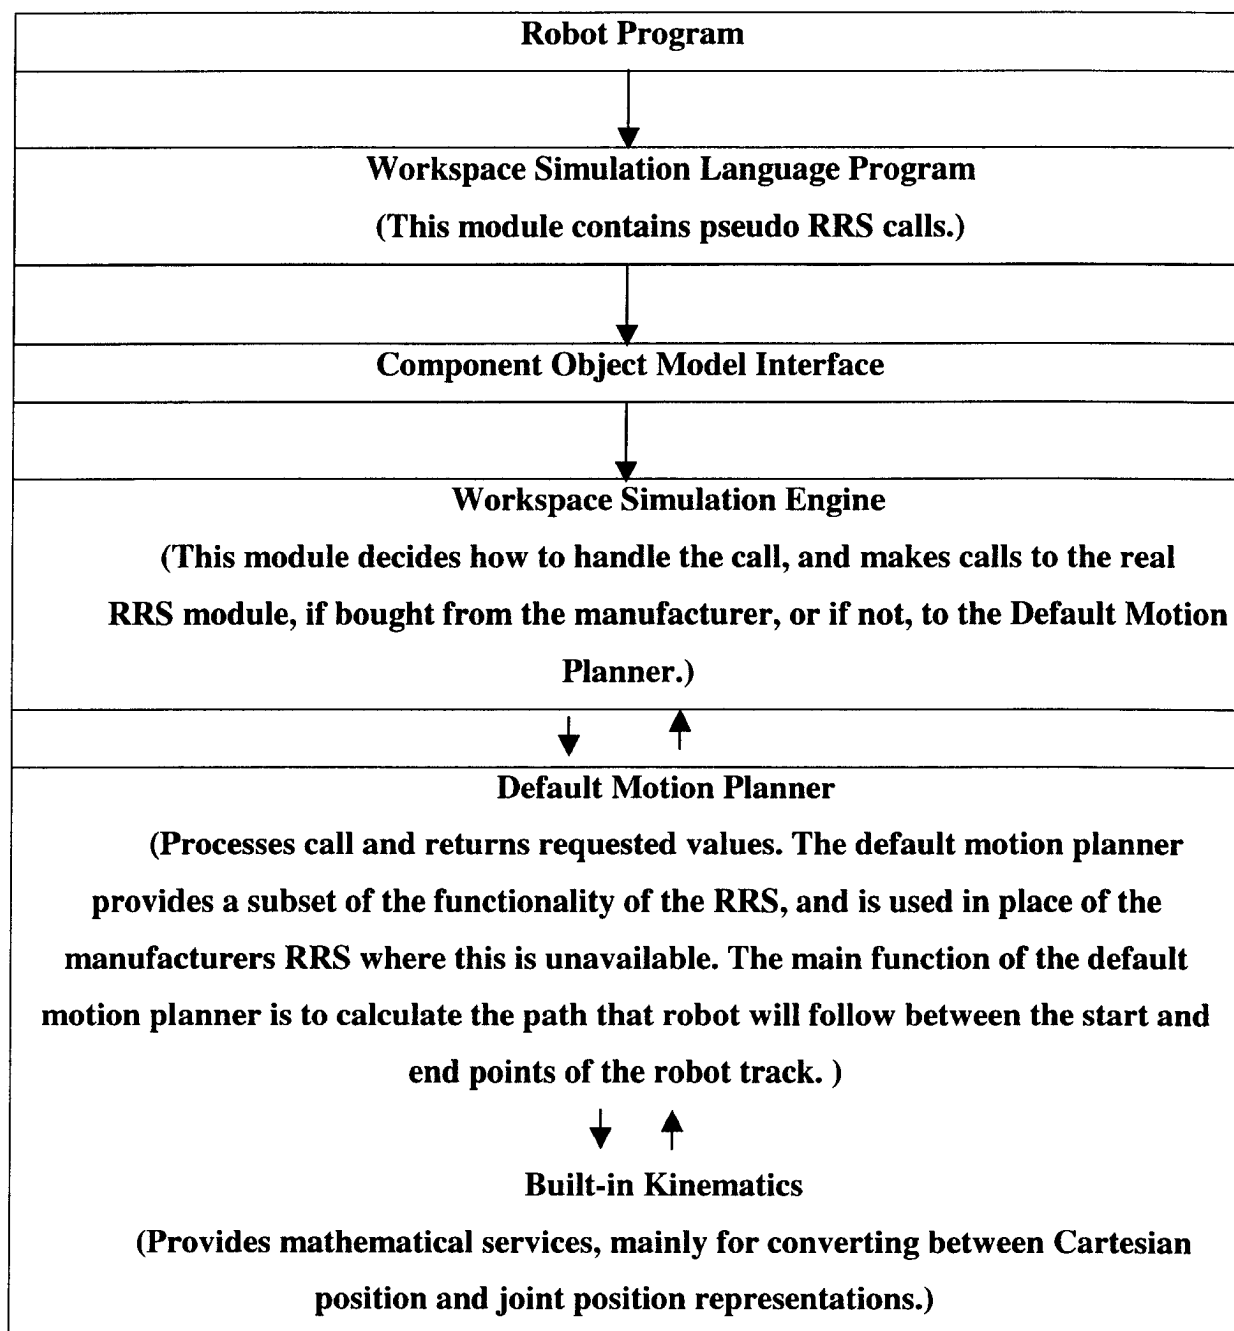 Robot Program
Workspace Simulation Language Program
(This module contains pseudo RRS calls.)
Component Object Model Interface
Workspace Simulation Engine
(This module decides how to handle the call, and makes calls to the real
RRS module, if bought from the manufacturer, or if not, to the Default Motion
Planner.)
Default Motion Planner
(Processes call and returns requested values. The default motion planner
provides a subset of the functionality of the RRS, and is used in place of the
manufacturers RRS where this is unavailable. The main function of the default
motion planner is to calculate the path that robot will follow between the start and
end points of the robot track. )
Built-in Kinematics
(Provides mathematical services, mainly for converting between Cartesian
position and joint position representations.)